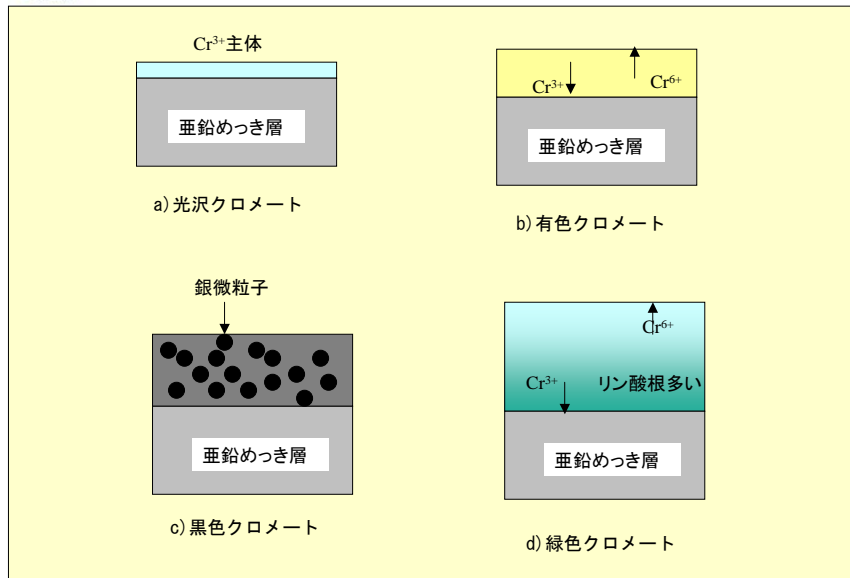 Cr³⁺主体
亜鉛めっき層
a)光沢クロメート
Cr³⁺
Cr⁶⁺
亜鉛めっき層
b)有色クロメート
銀微粒子
亜鉛めっき層
c)黒色クロメート
Cr⁶⁺
Cr³⁺
リン酸根多い
亜鉛めっき層
d)緑色クロメート